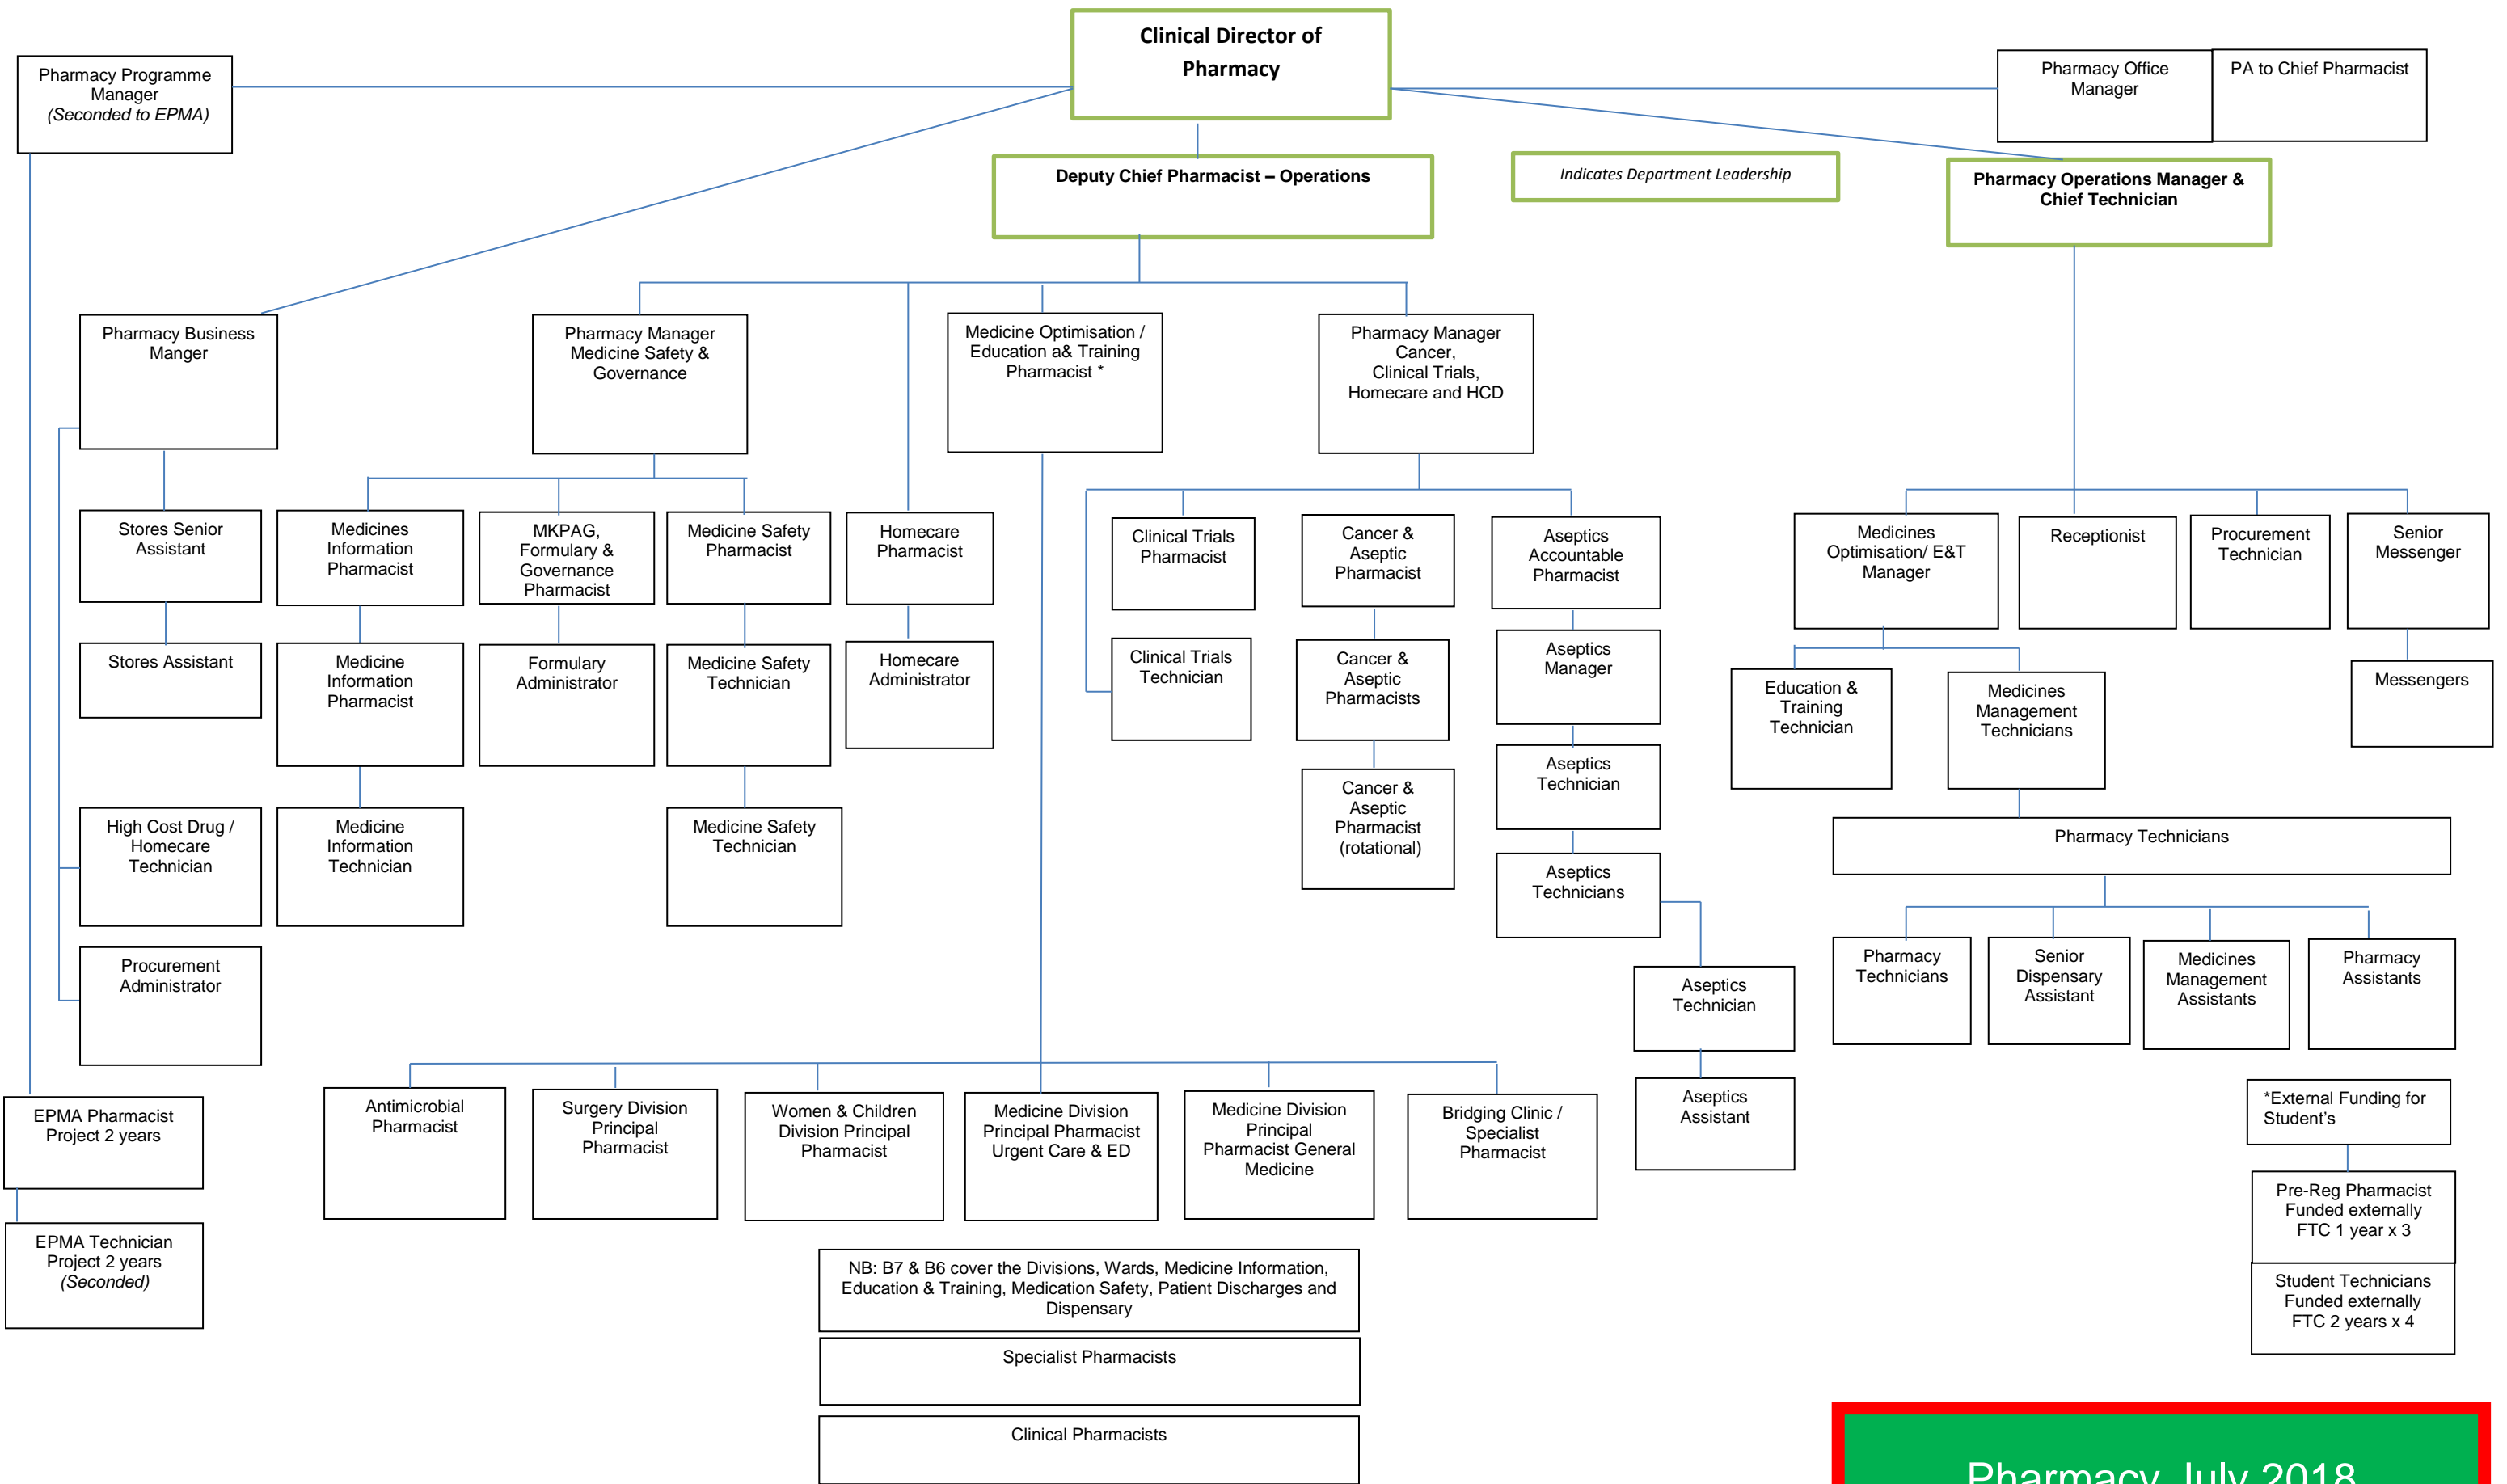 Clinical Director of
Pharmacy
Pharmacy Programme
Manager
(Seconded to EPMA)
Pharmacy Office
Manager
PA to Chief Pharmacist
Deputy Chief Pharmacist – Operations
Indicates Department Leadership
Pharmacy Operations Manager &
Chief Technician
Pharmacy Business
Manger
Pharmacy Manager
Medicine Safety &
Governance
Medicine Optimisation /
Education a& Training
Pharmacist *
Pharmacy Manager
Cancer,
Clinical Trials,
Homecare and HCD
Stores Senior
Assistant
Medicines
Information
Pharmacist
MKPAG,
Formulary &
Governance
Pharmacist
Medicine Safety
Pharmacist
Homecare
Pharmacist
Clinical Trials
Pharmacist
Cancer &
Aseptic
Pharmacist
Aseptics
Accountable
Pharmacist
Medicines
Optimisation/ E&T
Manager
Receptionist
Procurement
Technician
Senior
Messenger
Stores Assistant
Medicine
Information
Pharmacist
Formulary
Administrator
Medicine Safety
Technician
Homecare
Administrator
Clinical Trials
Technician
Cancer &
Aseptic
Pharmacists
Aseptics
Manager
Education &
Training
Technician
Medicines
Management
Technicians
Messengers
High Cost Drug /
Homecare
Technician
Medicine
Information
Technician
Medicine Safety
Technician
Cancer &
Aseptic
Pharmacist
(rotational)
Aseptics
Technician
Pharmacy Technicians
Aseptics
Technicians
Procurement
Administrator
Aseptics
Technician
Pharmacy
Technicians
Senior
Dispensary
Assistant
Medicines
Management
Assistants
Pharmacy
Assistants
EPMA Pharmacist
Project 2 years
Antimicrobial
Pharmacist
Surgery Division
Principal
Pharmacist
Women & Children
Division Principal
Pharmacist
Medicine Division
Principal Pharmacist
Urgent Care & ED
Medicine Division
Principal
Pharmacist General
Medicine
Bridging Clinic /
Specialist
Pharmacist
Aseptics
Assistant
*External Funding for
Student's
EPMA Technician
Project 2 years
(Seconded)
Pre-Reg Pharmacist
Funded externally
FTC 1 year x 3
Student Technicians
Funded externally
FTC 2 years x 4
NB: B7 & B6 cover the Divisions, Wards, Medicine Information,
Education & Training, Medication Safety, Patient Discharges and
Dispensary
Specialist Pharmacists
Clinical Pharmacists
Pharmacy July 2018